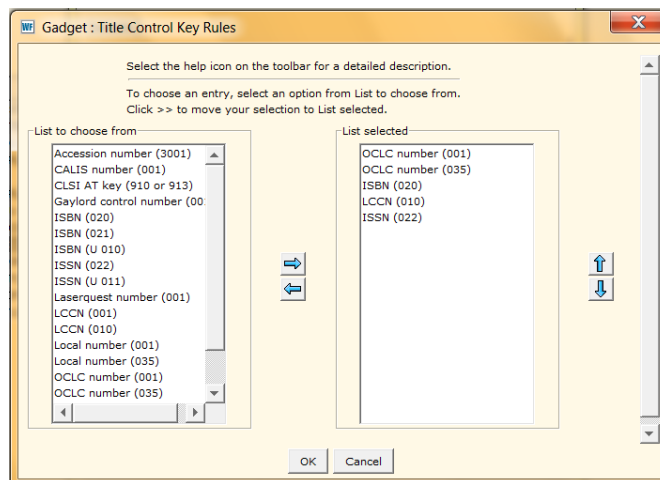 WF Gadget : Title Control Key Rules
Select the help icon on the toolbar for a detailed description.
To choose an entry, select an option from List to choose from.
Click >> to move your selection to List selected.
List to choose from
Accession number (3001)
CALIS number (001)
CLSI AT key (910 or 913)
Gaylord control number (00
ISBN (020)
ISBN (021)
ISBN (U 010)
ISSN (022)
ISSN (U 011)
Laserquest number (001)
LCCN (001)
LCCN (010)
Local number (001)
Local number (035)
OCLC number (001)
OCLC number (035)
List selected
OCLC number (001)
OCLC number (035)
ISBN (020)
LCCN (010)
ISSN (022)
OK
Cancel